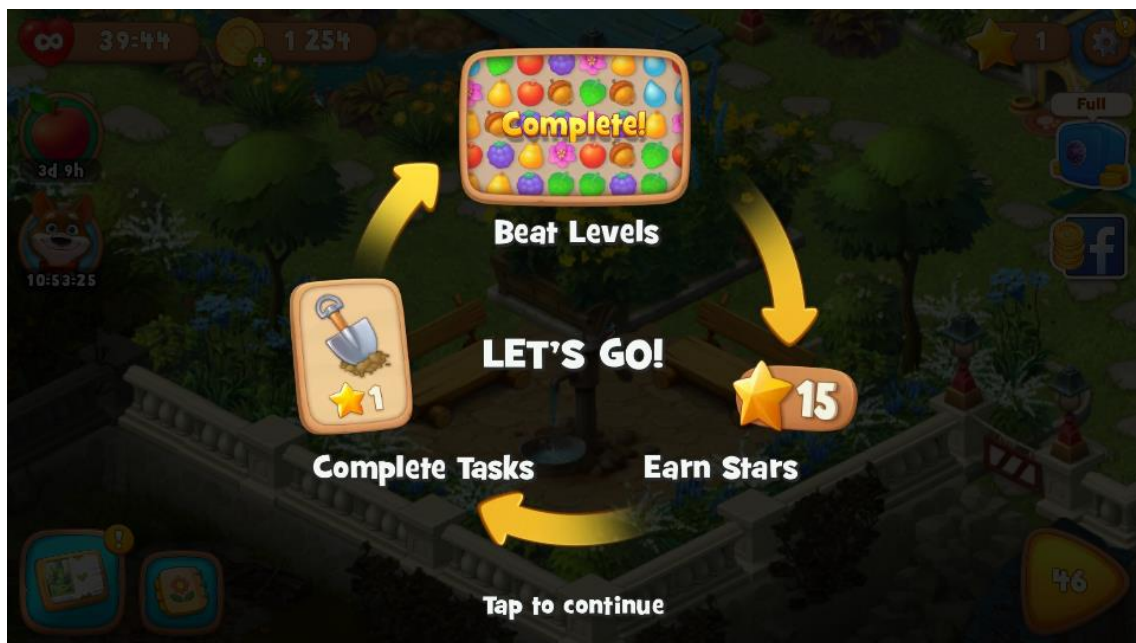 39:44
1 254
1
Full
3d 9h
10:53:25
Complete!
Beat Levels
LET'S GO!
1
15
Complete Tasks
Earn Stars
46
Tap to continue